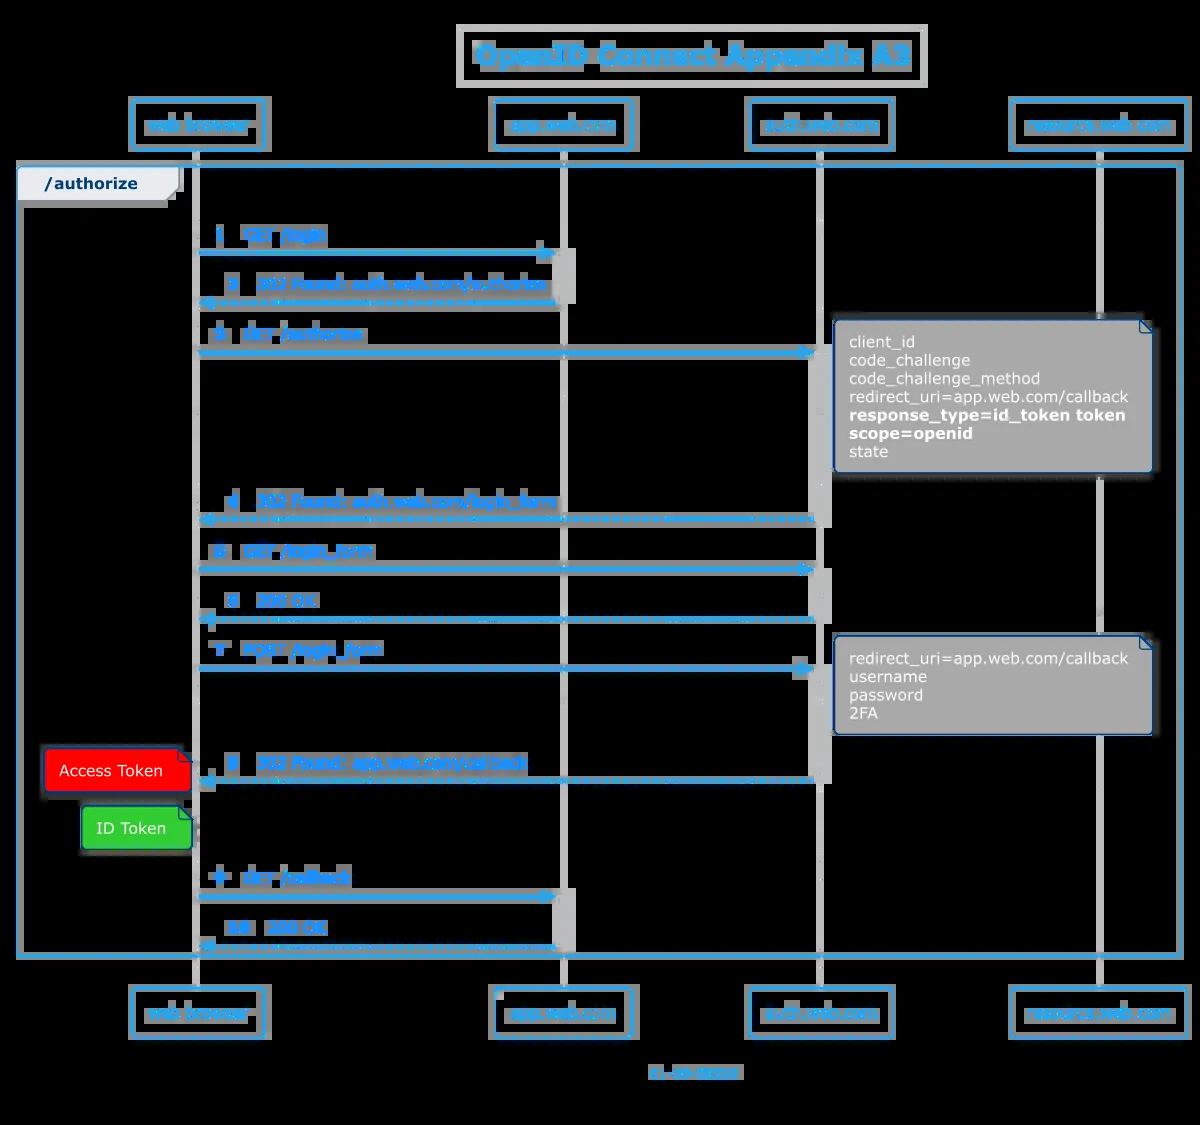 OpenID Connect Appendix A3
web browser
app.web.com
auth.web.com
resource.web.com
/authorize
1 GET /login
2 302 Found: auth.web.com/authorize
3 GET /authorize
client_id
code_challenge
code_challenge_method
redirect_uri=app.web.com/callback
response_type=id_token token
scope=openid
state
4 302 Found: auth.web.com/login_form
5 GET /login_form
6 200 OK
7 POST /login_form
redirect_uri=app.web.com/callback
username
password
2FA
8 302 Found: app.web.com/callback
Access Token
ID Token
9 GET /callback
10 200 OK
web browser
app.web.com
auth.web.com
resource.web.com